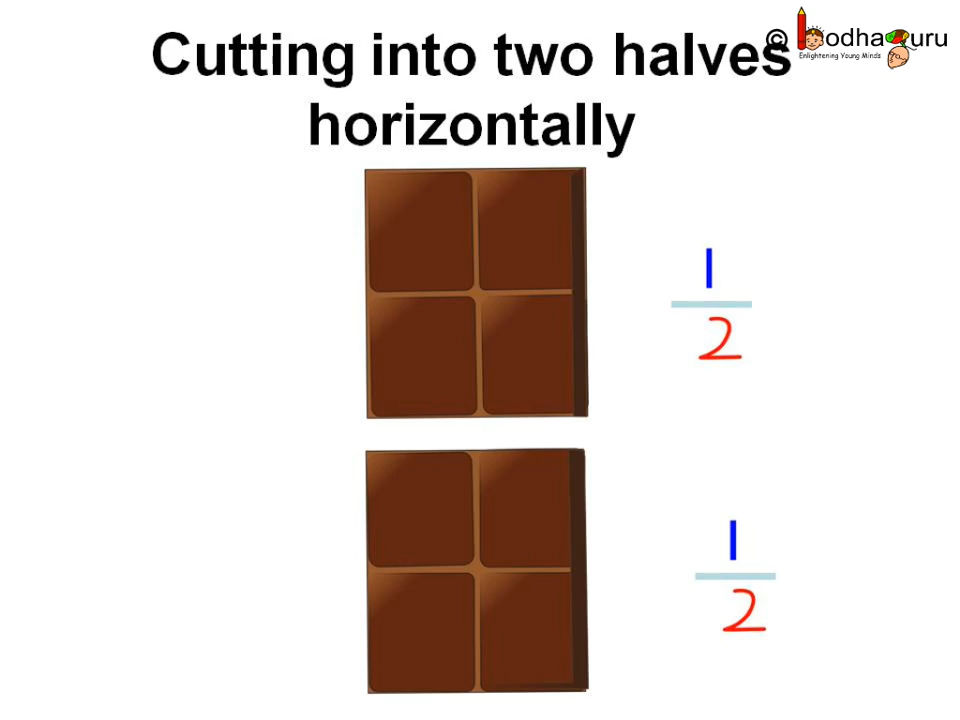 Cutting into two halves
horizontally
© BodhaGuru
Enlightening Young Minds
1
2
1
2